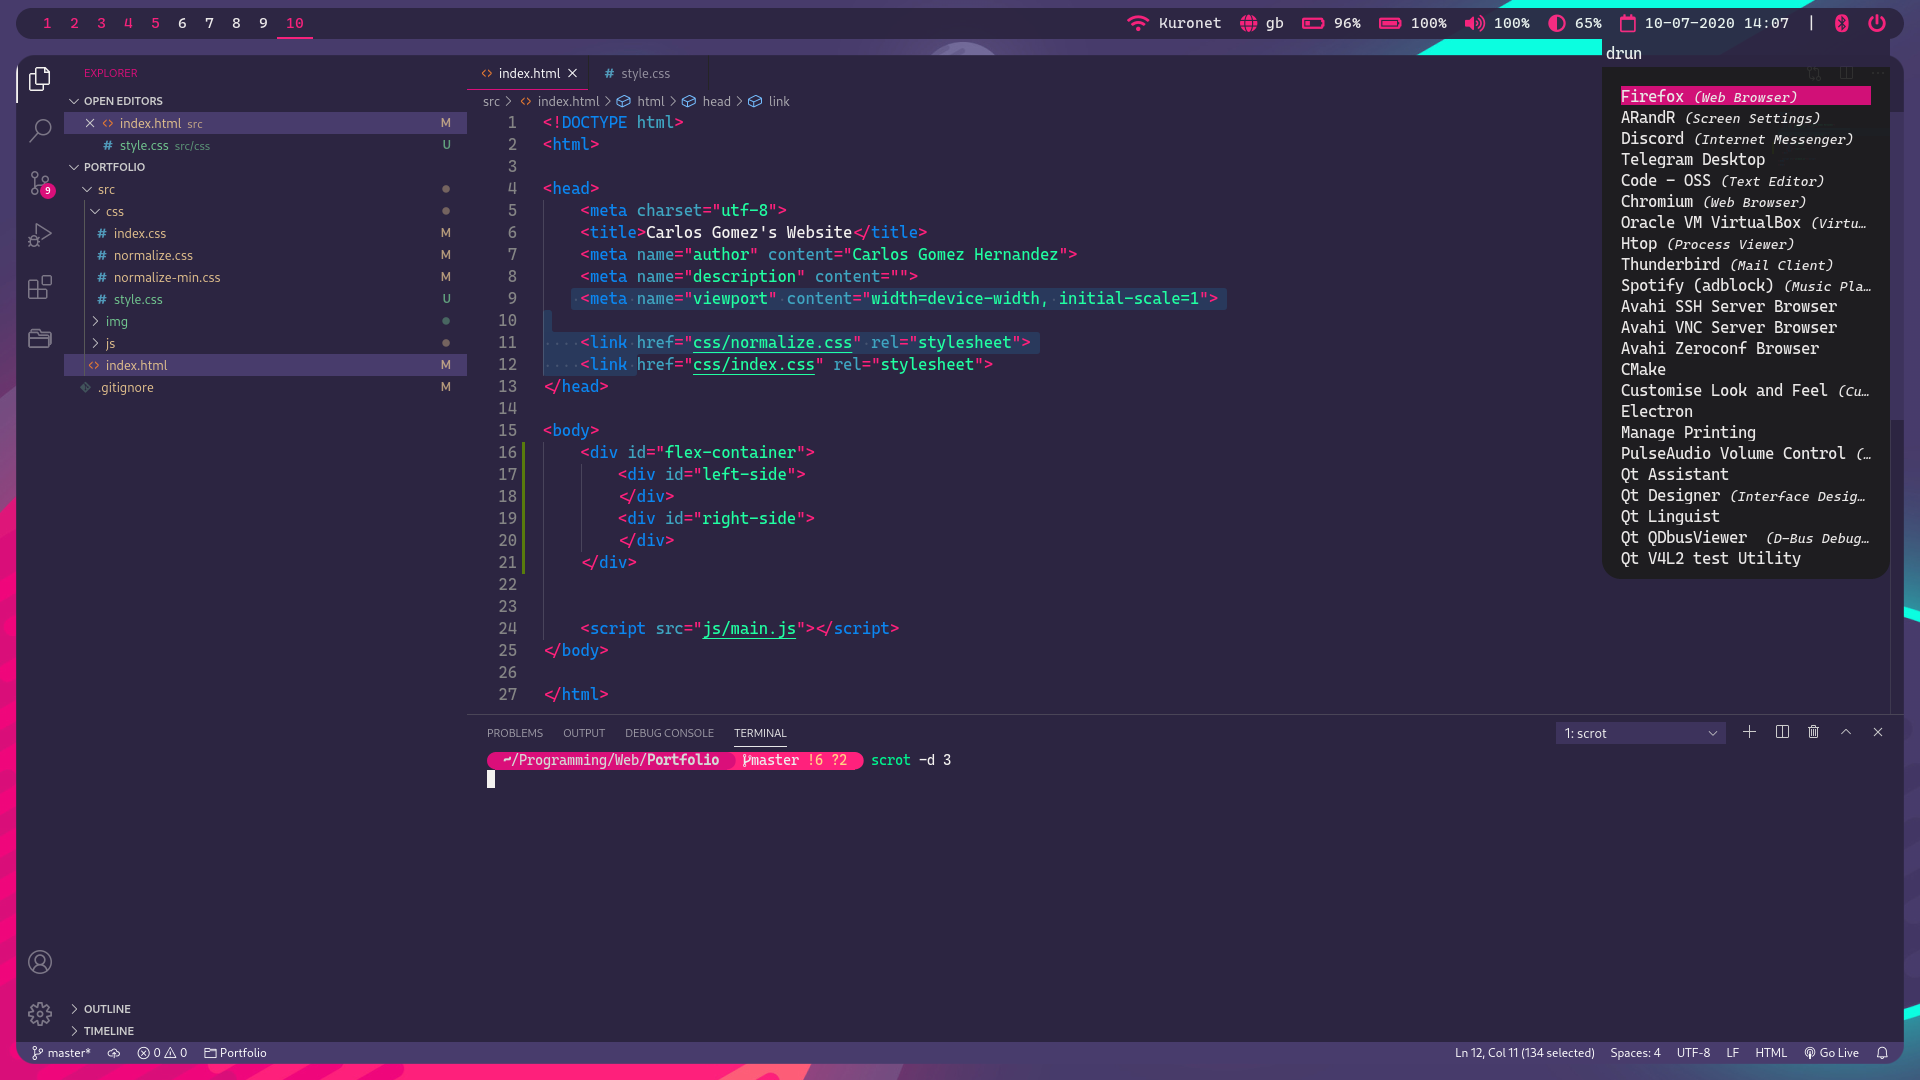 1 2 3 4 5 6 7 8 9 10
Kuronet gb 96% 100% 100% 65% 10-07-2020 14:07 |
EXPLORER
OPEN EDITORS
index.html src M
# style.css src/css U
PORTFOLIO
src
css
# index.css M
# normalize.css M
# normalize-min.css M
# style.css U
img
js
<> index.html M
.gitignore M
OUTLINE
TIMELINE
<> index.html
# style.css
src > <> index.html > html > head > link
1 <!DOCTYPE html>
2 <html>
3
4 <head>
5 <meta charset="utf-8">
6 <title>Carlos Gomez's Website</title>
7 <meta name="author" content="Carlos Gomez Hernandez">
8 <meta name="description" content="">
9 <meta name="viewport" content="width=device-width, initial-scale=1">
10
11 <link href="css/normalize.css" rel="stylesheet">
12 <link href="css/index.css" rel="stylesheet">
13 </head>
14
15 <body>
16 <div id="flex-container">
17 <div id="left-side">
18 </div>
19 <div id="right-side">
20 </div>
21 </div>
22
23
24 <script src="js/main.js"></script>
25 </body>
26
27 </html>
drun
Firefox (Web Browser)
ARandR (Screen Settings)
Discord (Internet Messenger)
Telegram Desktop
Code - OSS (Text Editor)
Chromium (Web Browser)
Oracle VM VirtualBox (Virtu…
Htop (Process Viewer)
Thunderbird (Mail Client)
Spotify (adblock) (Music Pla…
Avahi SSH Server Browser
Avahi VNC Server Browser
Avahi Zeroconf Browser
CMake
Customise Look and Feel (Cu…
Electron
Manage Printing
PulseAudio Volume Control (…
Qt Assistant
Qt Designer (Interface Desig…
Qt Linguist
Qt QDbusViewer (D-Bus Debug…
Qt V4L2 test Utility
PROBLEMS OUTPUT DEBUG CONSOLE TERMINAL
1: scrot
~/Programming/Web/Portfolio master !6 ?2 scrot -d 3
master* 0 0 Portfolio
Ln 12, Col 11 (134 selected) Spaces: 4 UTF-8 LF HTML Go Live